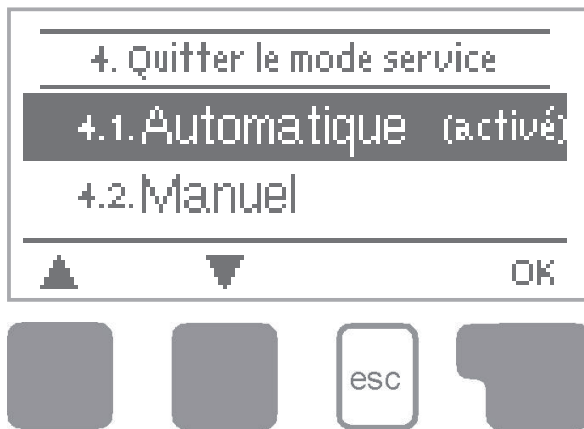 4. Quitter le mode service
4.1. Automatique (activé)
4.2. Manuel
OK
esc